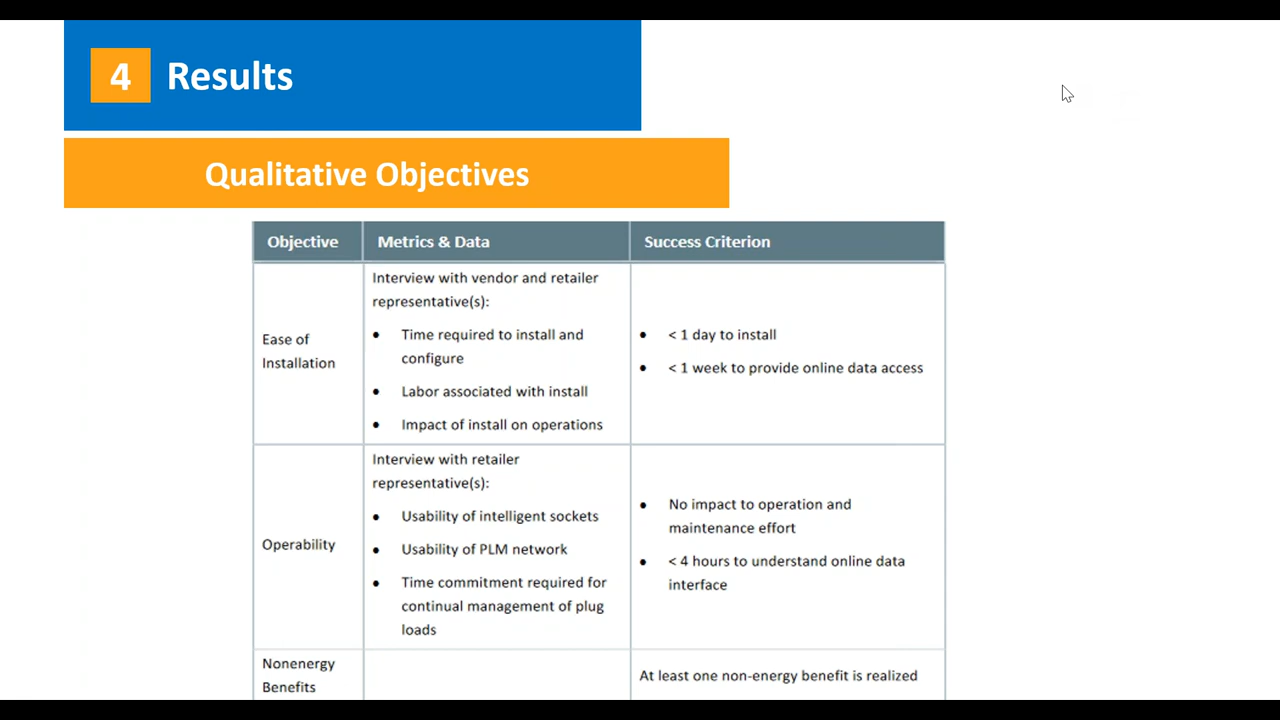 4 Results
Qualitative Objectives
Objective Metrics & Data Success Criterion
Ease of
Installation
Interview with vendor and retailer
representative(s):
• Time required to install and
configure
• Labor associated with install
• Impact of install on operations
• < 1 day to install
• < 1 week to provide online data access
Operability
Interview with retailer
representative(s):
• Usability of intelligent sockets
• Usability of PLM network
• Time commitment required for
continual management of plug
loads
• No impact to operation and
maintenance effort
• < 4 hours to understand online data
interface
Nonenergy
Benefits
At least one non-energy benefit is realized